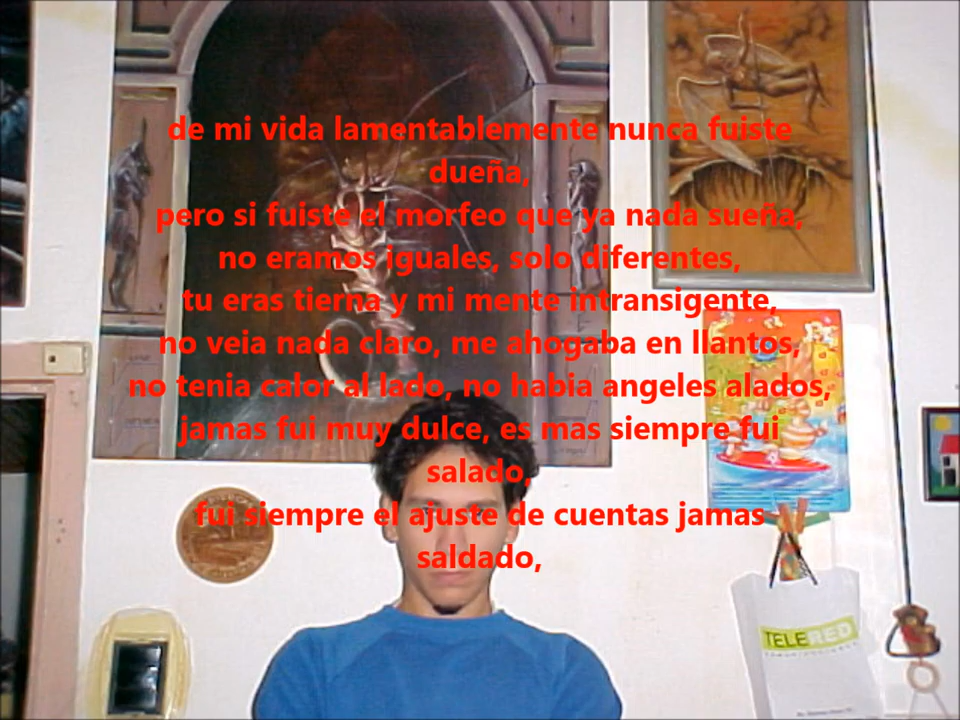 de mi vida lamentablemente nunca fuiste
dueña,
pero si fuiste el morfeo que ya nada sueña,
no eramos iguales, solo diferentes,
tu eras tierna y mi mente intransigente,
no veia nada claro, me ahogaba en llantos,
no tenia calor al lado, no habia angeles alados,
jamas fui muy dulce, es mas siempre fui
salado,
fui siempre el ajuste de cuentas jamas
saldado,
TELERED